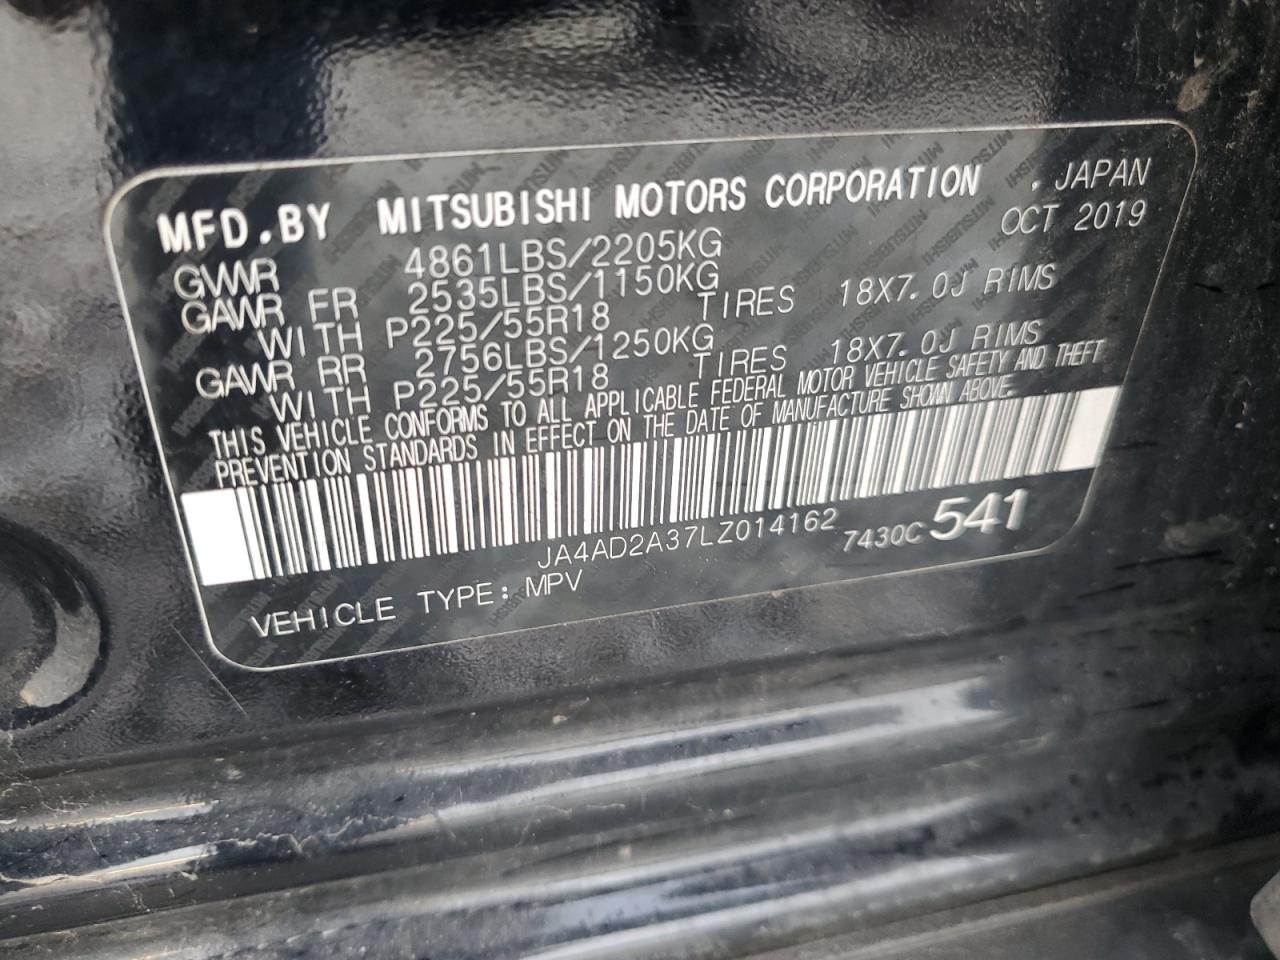 MFD.BY MITSUBISHI MOTORS CORPORATION . JAPAN
OCT 2019
GVWR 4861LBS/2205KG
GAWR FR 2535LBS/1150KG
WITH P225/55R18 TIRES 18X7.0J RIMS
GAWR RR 2756LBS/1250KG
WITH P225/55R18 TIRES 18X7.0J RIMS
THIS VEHICLE CONFORMS TO ALL APPLICABLE FEDERAL MOTOR VEHICLE SAFETY AND THEFT
PREVENTION STANDARDS IN EFFECT ON THE DATE OF MANUFACTURE SHOWN ABOVE.
JA4AD2A37LZ014162 7430C 541
VEHICLE TYPE: MPV